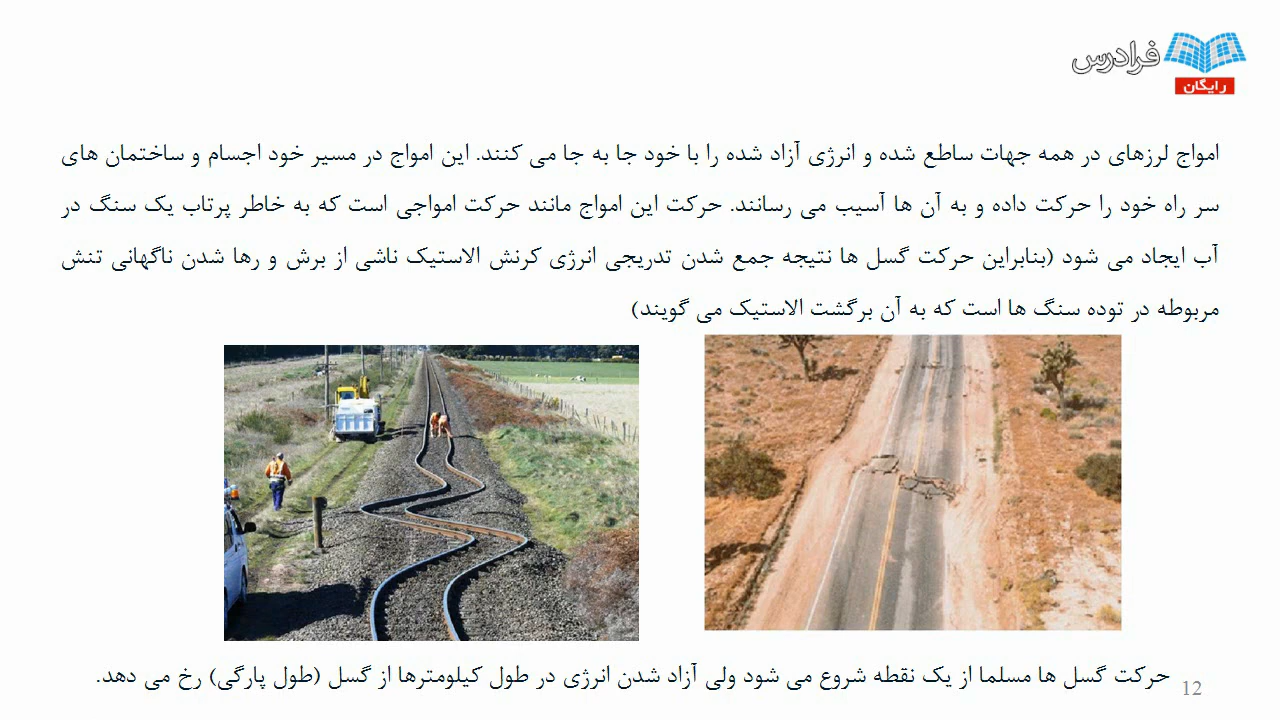 فرادرس
رایگان
امواج لرزهای در همه جهات ساطع شده و انرژی آزاد شده را با خود جا به جا می کنند. این امواج در مسیر خود اجسام و ساختمان های
سر راه خود را حرکت داده و به آن ها آسیب می رسانند. حرکت این امواج مانند حرکت امواجی است که به خاطر پرتاب یک سنگ در
آب ایجاد می شود (بنابراین حرکت گسل ها نتیجه جمع شدن تدریجی انرژی کرنش الاستیک ناشی از برش و رها شدن ناگهانی تنش
مربوطه در توده سنگ ها است که به آن برگشت الاستیک می گویند)
حرکت گسل ها مسلما از یک نقطه شروع می شود ولی آزاد شدن انرژی در طول کیلومترها از گسل (طول پارگی) رخ می دهد.
12